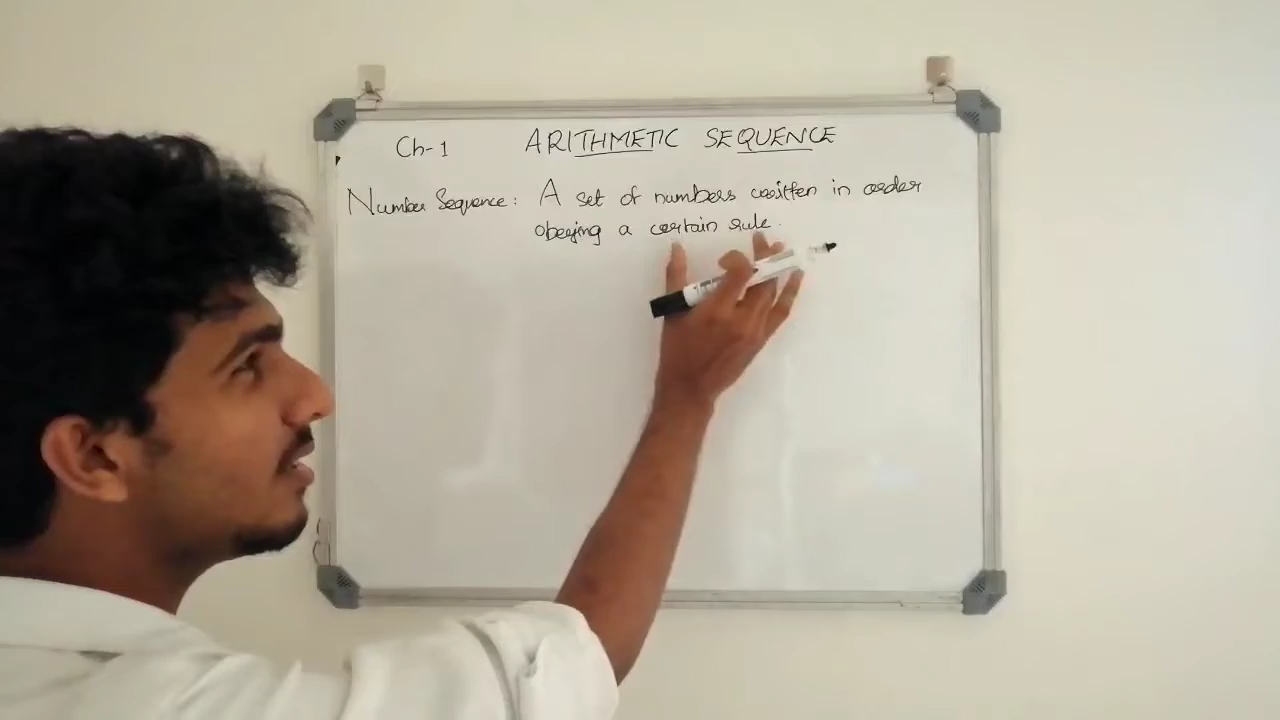 Ch-1 ARITHMETIC SEQUENCE
Number Sequence: A set of numbers written in order
obeying a certain rule.